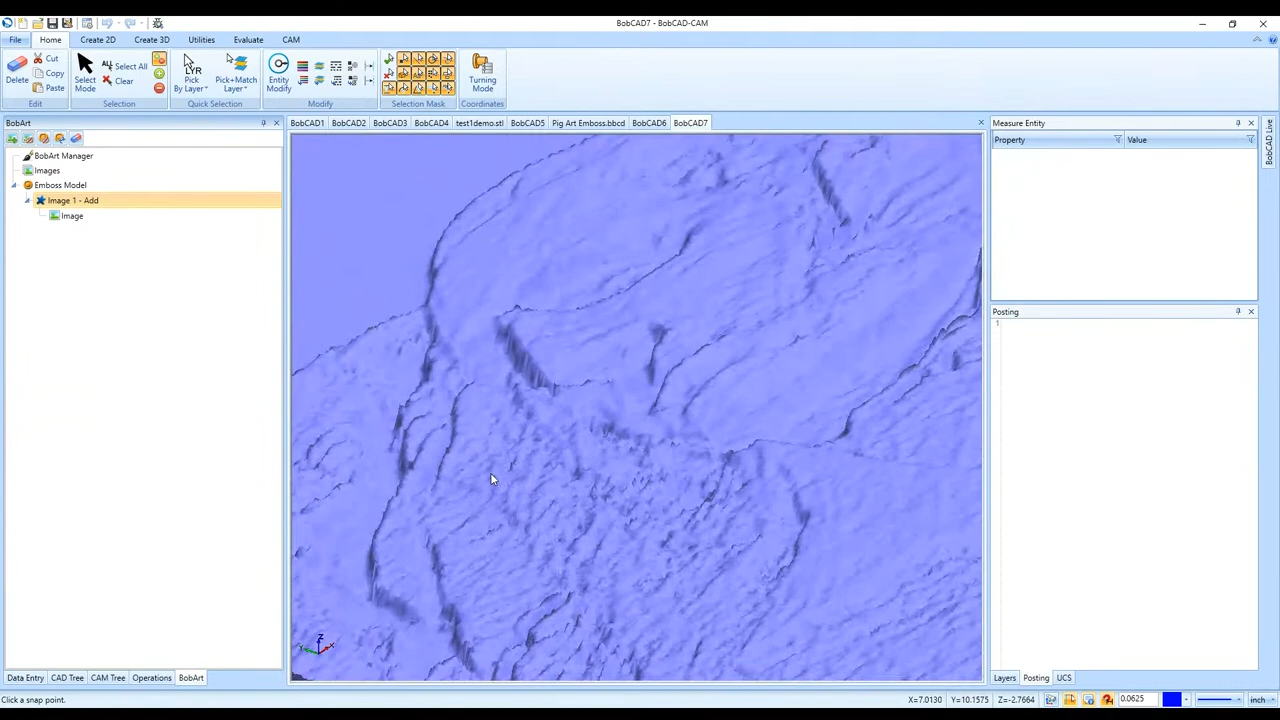 BobCAD7 - BobCAD-CAM
File Home Create 2D Create 3D Utilities Evaluate CAM
Delete Cut Copy Paste Edit
Select Mode Select All Clear Selection
Pick By Layer Pick+Match Layer Quick Selection
LYR
Entity Modify Modify
Selection Mask
Turning Mode Coordinates
BobArt
BobCAD1 BobCAD2 BobCAD3 BobCAD4 test1demo.stl BobCAD5 Pig Art Emboss.bbcd BobCAD6 BobCAD7
Measure Entity
Property Value
BobCAD Live
BobArt Manager
Images
Emboss Model
Image 1 - Add
Image
Posting
1
Z
Y X
Data Entry CAD Tree CAM Tree Operations BobArt
Layers Posting UCS
Click a snap point.
X=7.0130 Y=10.1575 Z=-2.7664 0.0625 inch